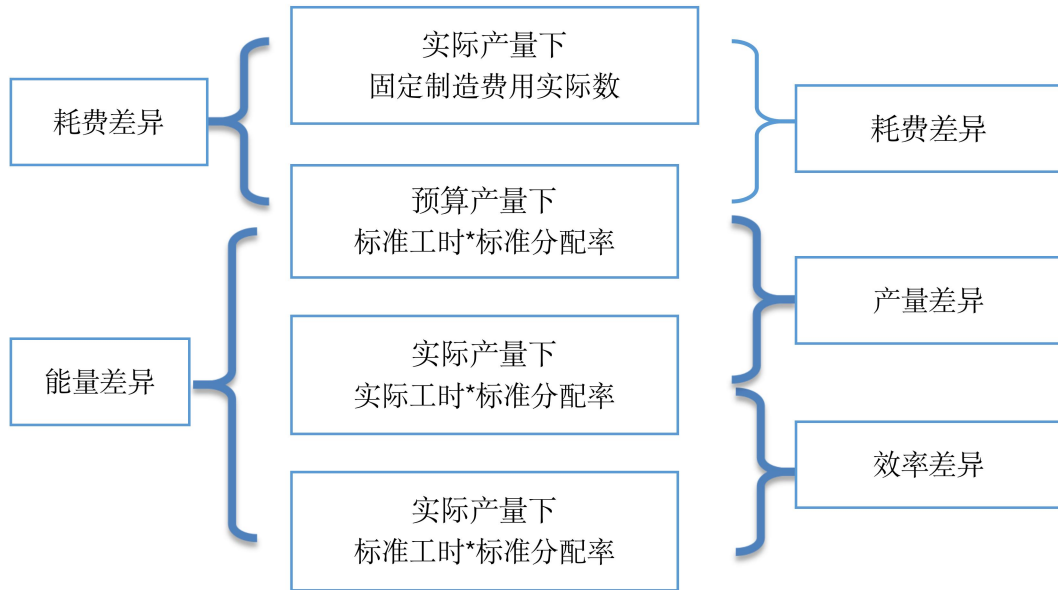 耗费差异
能量差异
实际产量下
固定制造费用实际数
预算产量下
标准工时*标准分配率
实际产量下
实际工时*标准分配率
实际产量下
标准工时*标准分配率
耗费差异
产量差异
效率差异